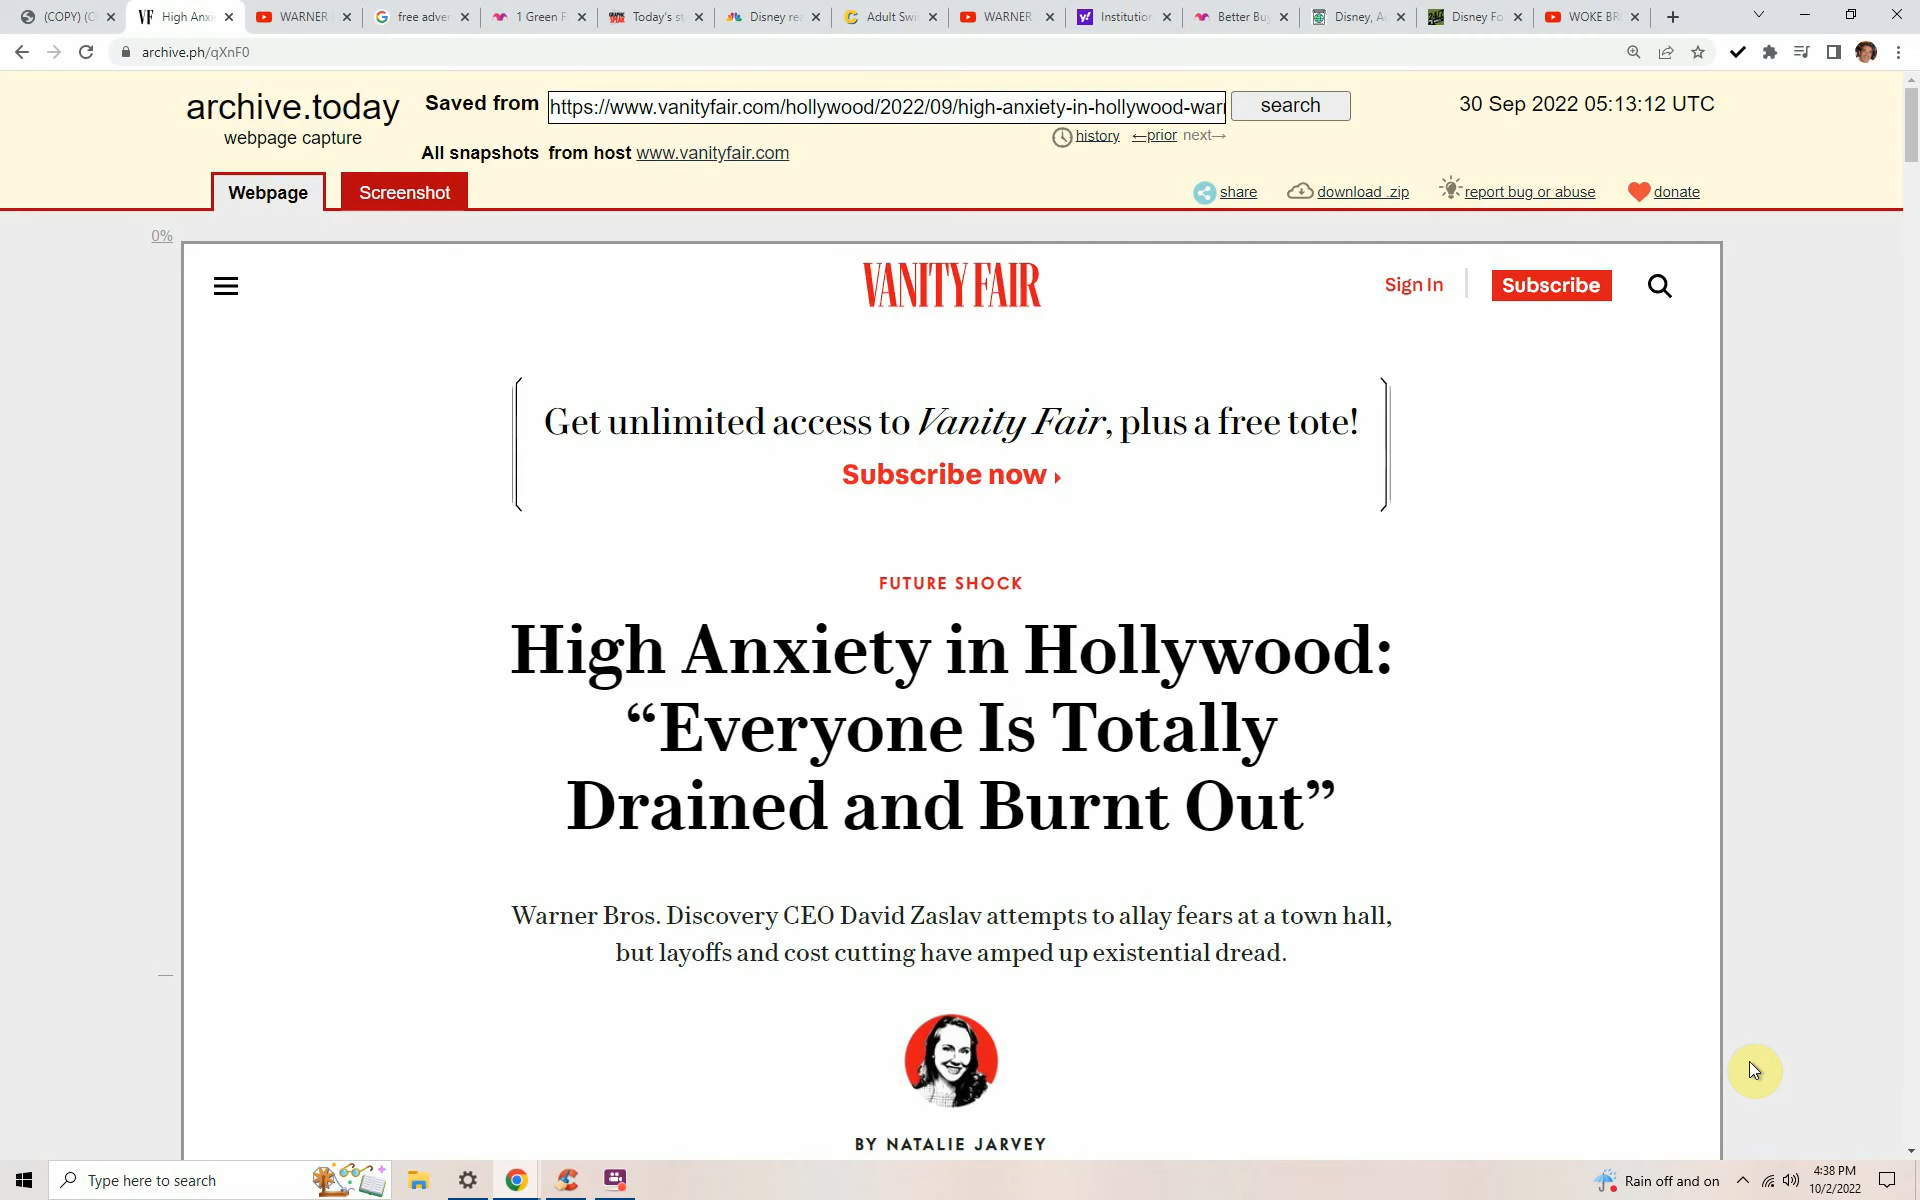 (COPY) (C
High Anxi
WARNER
free adver
1 Green F
Today's st
Disney re
Adult Swi
WARNER
Institution
Better Bu
Disney, A
Disney Fo
WOKE BR
archive.ph/qXnF0
archive.today
webpage capture
Saved from https://www.vanityfair.com/hollywood/2022/09/high-anxiety-in-hollywood-warn search
30 Sep 2022 05:13:12 UTC
history ←prior next→
All snapshots from host www.vanityfair.com
Webpage Screenshot
share download .zip report bug or abuse donate
0%
VANITY FAIR
Sign In Subscribe
Get unlimited access to Vanity Fair, plus a free tote!
Subscribe now
FUTURE SHOCK
High Anxiety in Hollywood:
“Everyone Is Totally
Drained and Burnt Out”
Warner Bros. Discovery CEO David Zaslav attempts to allay fears at a town hall,
but layoffs and cost cutting have amped up existential dread.
BY NATALIE JARVEY
Type here to search
Rain off and on
4:38 PM
10/2/2022